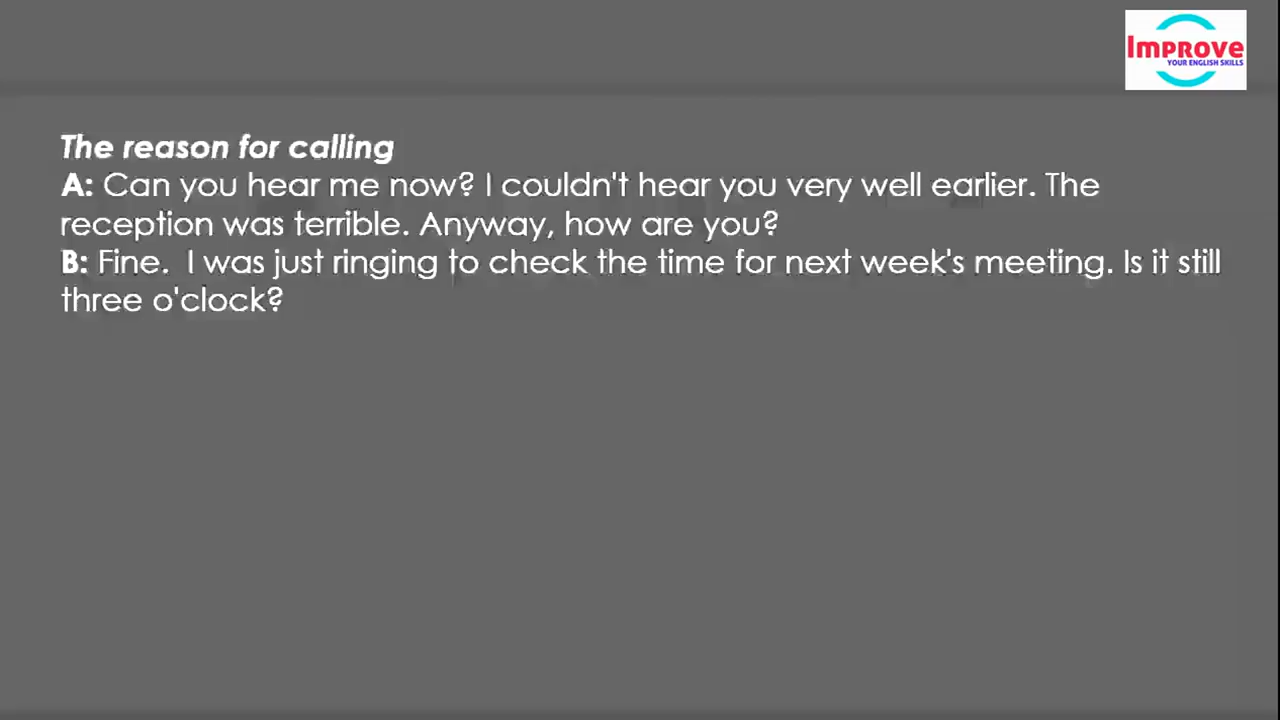 Improve
YOUR ENGLISH SKILLS
The reason for calling
A: Can you hear me now? I couldn't hear you very well earlier. The
reception was terrible. Anyway, how are you?
B: Fine.  I was just ringing to check the time for next week's meeting. Is it still
three o'clock?